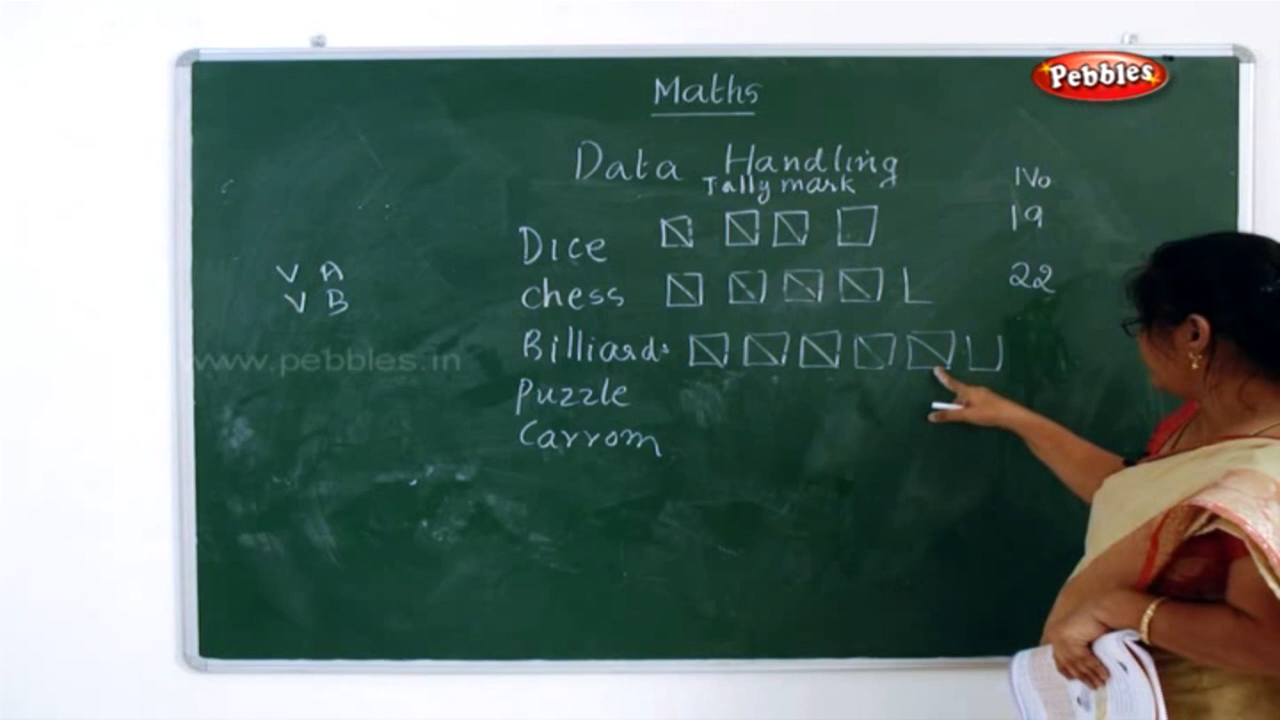 Maths
Pebbles
Data Handling
Tally mark No
Dice 19
V A
chess 22
V B
Billiards
www.pebbles.in
Puzzle
Carrom